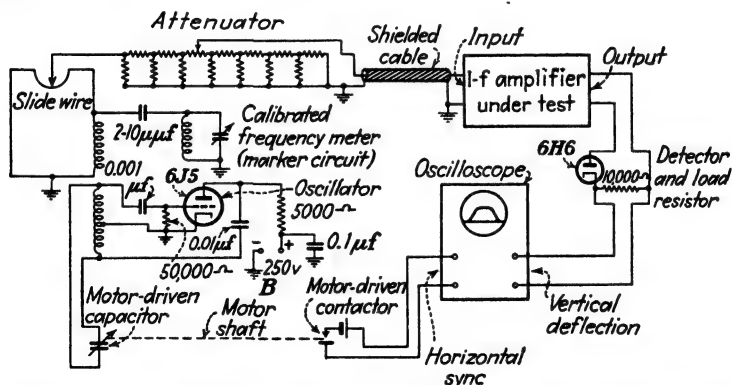 Attenuator
Shielded
cable
Input
Output
I-f amplifier
under test
Slide wire
2-10μμf
Calibrated
frequency meter
(marker circuit)
0.001
μf
6J5
Oscillator
5000 Ω
0.01μf
50,000 Ω
- +
250v
B
0.1μf
Oscilloscope
6H6
10,000 Ω
Detector
and load
resistor
Motor-driven
capacitor
Motor
shaft
Motor-driven
contactor
Horizontal
sync
Vertical
deflection